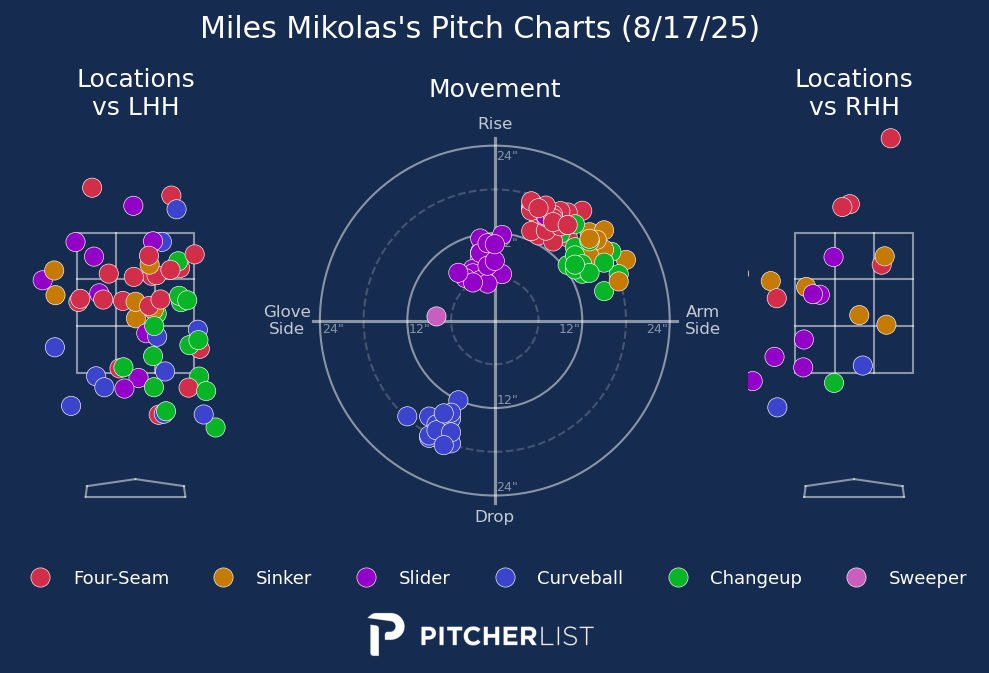 Miles Mikolas's Pitch Charts (8/17/25)
Locations
vs LHH
Movement
Locations
vs RHH
Rise
24"
Glove
Side
24"
12"
12"
24"
Arm
Side
12"
24"
Drop
Four-Seam
Sinker
Slider
Curveball
Changeup
Sweeper
PITCHERLIST